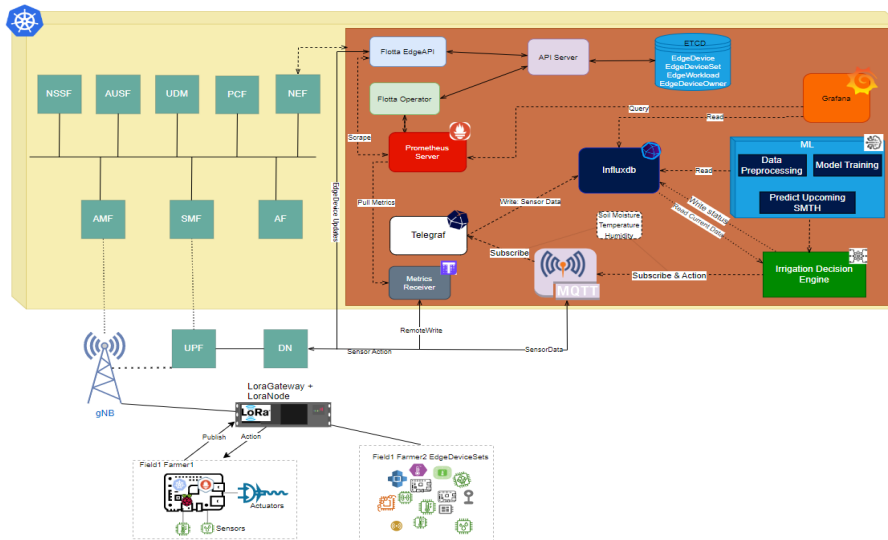 Flotta EdgeAPI
API Server
ETCD
EdgeDevice
EdgeDeviceSet
EdgeWorkload
EdgeDeviceOwner
NSSF
AUSF
UDM
PCF
NEF
Flotta Operator
Grafana
Query
Read
Scrape
Prometheus
Server
ML
Data
Preprocessing
Model Training
Influxdb
Read
Predict Upcoming
SMTH
Pull Metrics
EdgeDevice Updates
Write: Sensor Data
Write status
Read Current Data
AMF
SMF
AF
Soil Moisture,
Temperature
Humidity
Telegraf
Subscribe
Subscribe & Action
Irrigation Decision
Engine
Metrics
Receiver
MQTT
RemoteWrite
UPF
DN
Sensor Action
SensorData
gNB
LoraGateway +
LoraNode
LoRa
Publish
Action
Field1 Farmer1
Actuators
Sensors
Field1 Farmer2 EdgeDeviceSets